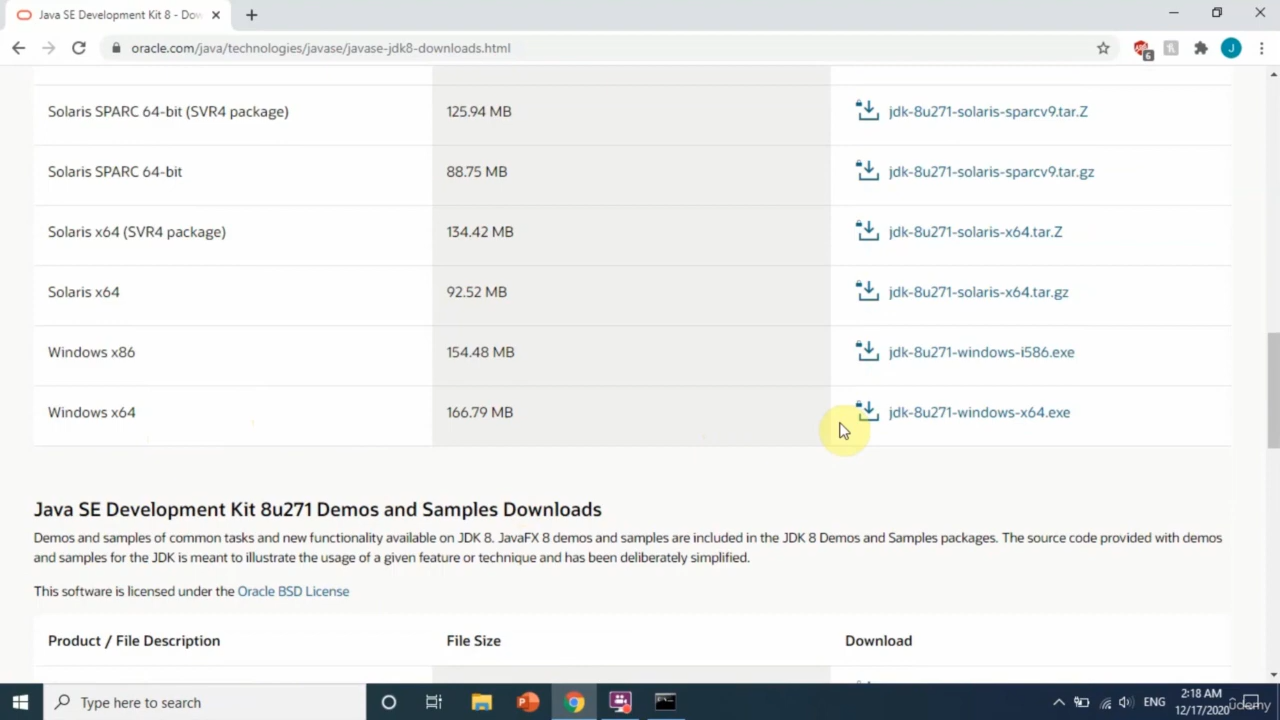 Java SE Development Kit 8 - Dow
oracle.com/java/technologies/javase/javase-jdk8-downloads.html
6
J
Solaris SPARC 64-bit (SVR4 package) 125.94 MB jdk-8u271-solaris-sparcv9.tar.Z
Solaris SPARC 64-bit 88.75 MB jdk-8u271-solaris-sparcv9.tar.gz
Solaris x64 (SVR4 package) 134.42 MB jdk-8u271-solaris-x64.tar.Z
Solaris x64 92.52 MB jdk-8u271-solaris-x64.tar.gz
Windows x86 154.48 MB jdk-8u271-windows-i586.exe
Windows x64 166.79 MB jdk-8u271-windows-x64.exe
Java SE Development Kit 8u271 Demos and Samples Downloads
Demos and samples of common tasks and new functionality available on JDK 8. JavaFX 8 demos and samples are included in the JDK 8 Demos and Samples packages. The source code provided with demos
and samples for the JDK is meant to illustrate the usage of a given feature or technique and has been deliberately simplified.
This software is licensed under the Oracle BSD License
Product / File Description File Size Download
Type here to search
ENG
2:18 AM
12/17/2020
udemy